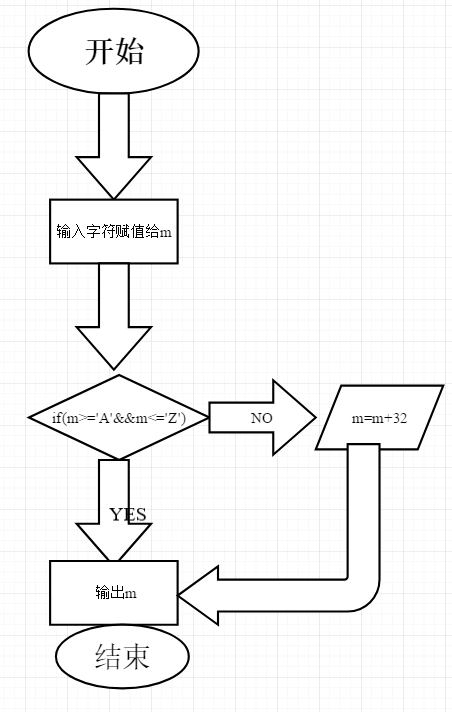 开始
输入字符赋值给m
if(m>='A'&&m<='Z')
NO
m=m+32
YES
输出m
结束